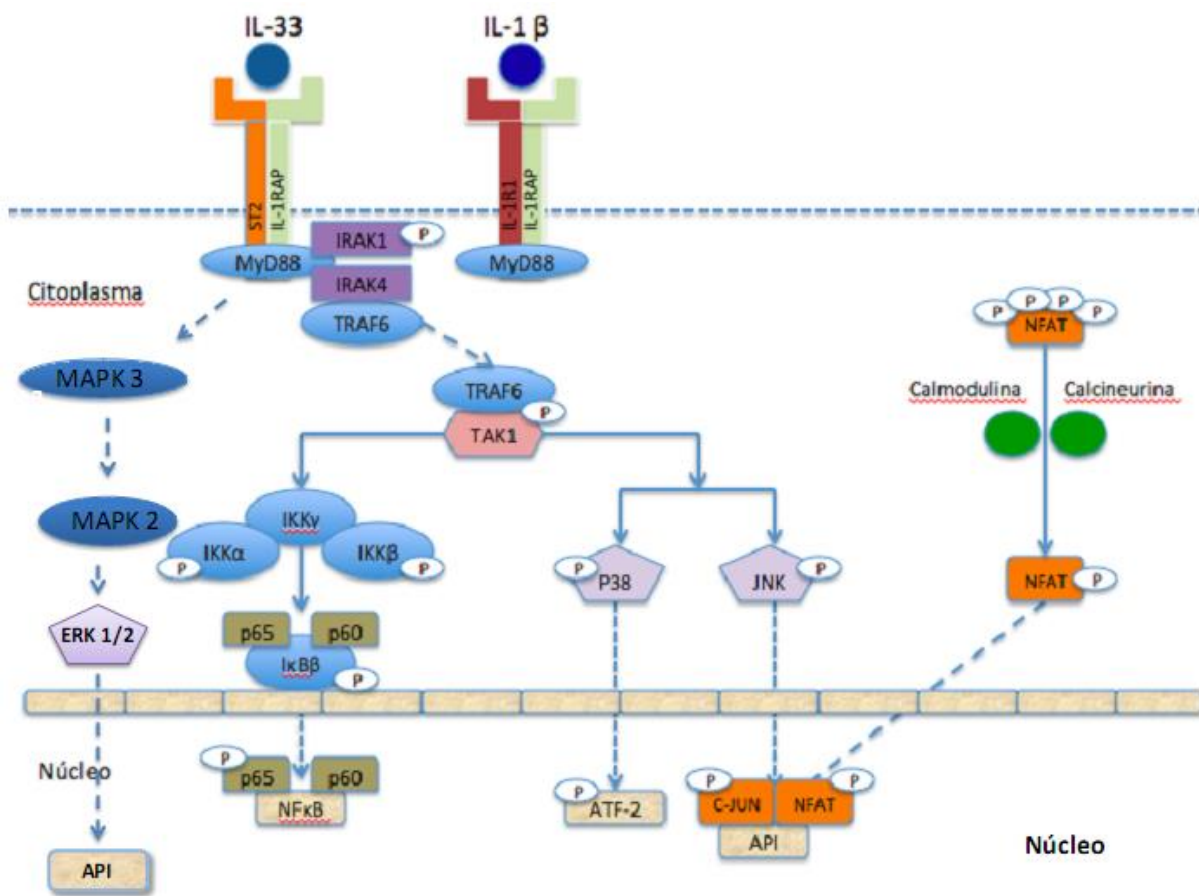 IL-33
IL-1 β
ST2
IL-1RAP
IL-1R1
IL-1RAP
IRAK1
P
MyD88
MyD88
IRAK4
Citoplasma
TRAF6
P
P
P
P
NFAT
MAPK 3
TRAF6
P
TAK1
Calmodulina
Calcineurina
MAPK 2
IKKγ
IKKα
P
IKKβ
P
P
P38
JNK
P
NFAT
P
ERK 1/2
p65
p60
IκBβ
P
Núcleo
P
p65
p60
NFκB
P
ATF-2
P
C-JUN
NFAT
P
API
API
Núcleo